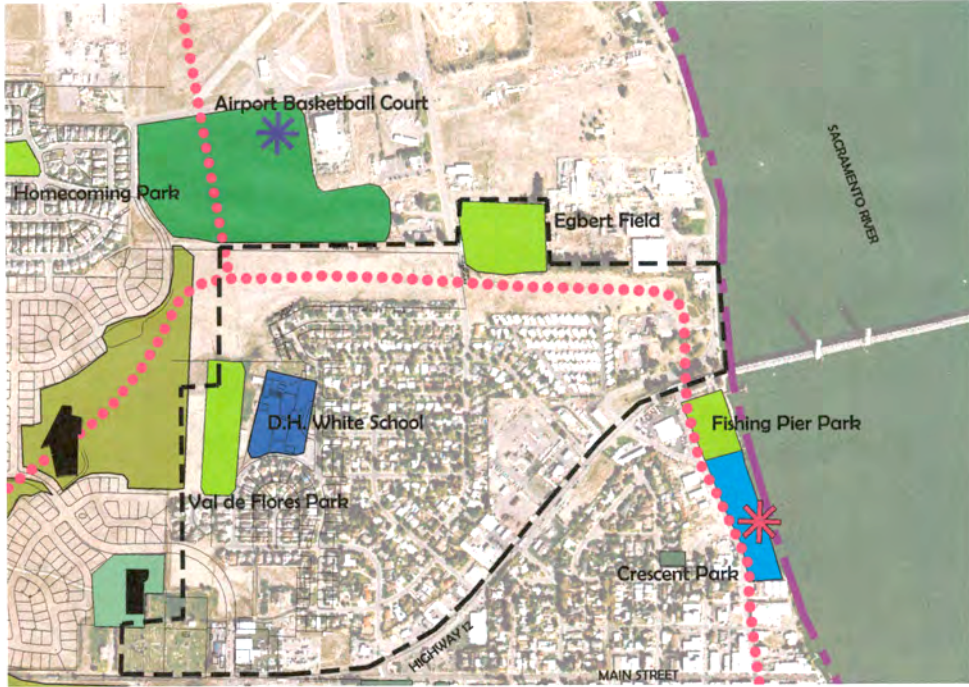 Airport Basketball Court
SACRAMENTO RIVER
Homecoming Park
Egbert Field
D.H. White School
Fishing Pier Park
Val de Flores Park
Crescent Park
HIGHWAY 12
MAIN STREET